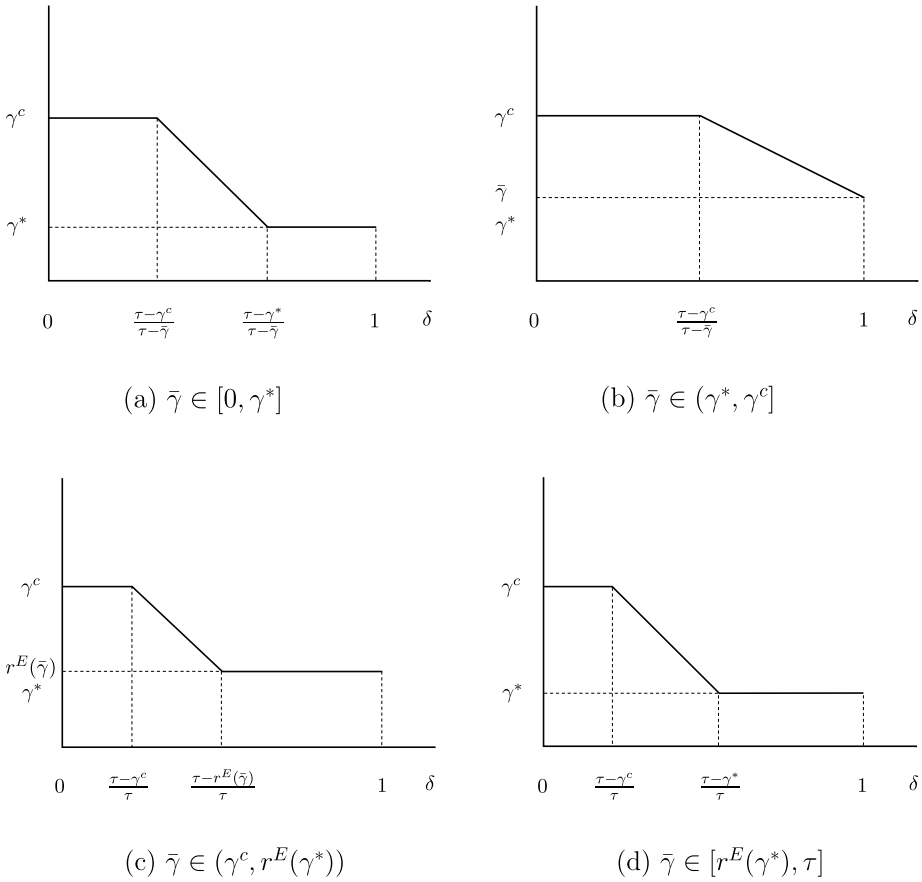 γ^c
γ^*
0 (τ−γ^c)/(τ−γ̄) (τ−γ^*)/(τ−γ̄) 1 δ
(a) γ̄ ∈ [0, γ^*]
γ^c
γ̄
γ^*
0 (τ−γ^c)/(τ−γ̄) 1 δ
(b) γ̄ ∈ (γ^*, γ^c]
γ^c
r^E(γ̄)
γ^*
0 (τ−γ^c)/τ (τ−r^E(γ̄))/τ 1 δ
(c) γ̄ ∈ (γ^c, r^E(γ^*))
γ^c
γ^*
0 (τ−γ^c)/τ (τ−γ^*)/τ 1 δ
(d) γ̄ ∈ [r^E(γ^*), τ]